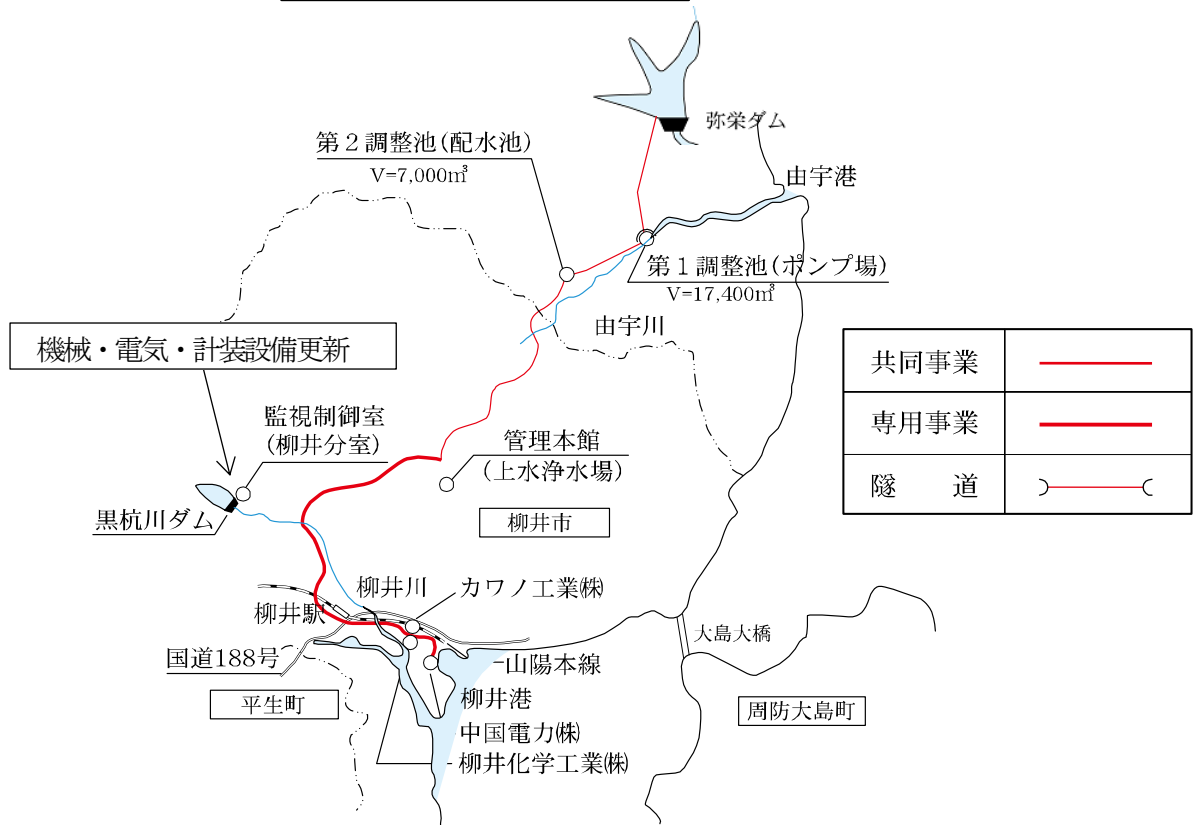 弥栄ダム
第２調整池(配水池)
V=7,000㎥
由宇港
第１調整池(ポンプ場)
V=17,400㎥
由宇川
機械・電気・計装設備更新
共同事業
専用事業
隧　道
監視制御室
(柳井分室)
管理本館
(上水浄水場)
黒杭川ダム
柳井市
柳井川
カワノ工業㈱
柳井駅
大島大橋
国道188号
山陽本線
平生町
柳井港
周防大島町
中国電力㈱
柳井化学工業㈱